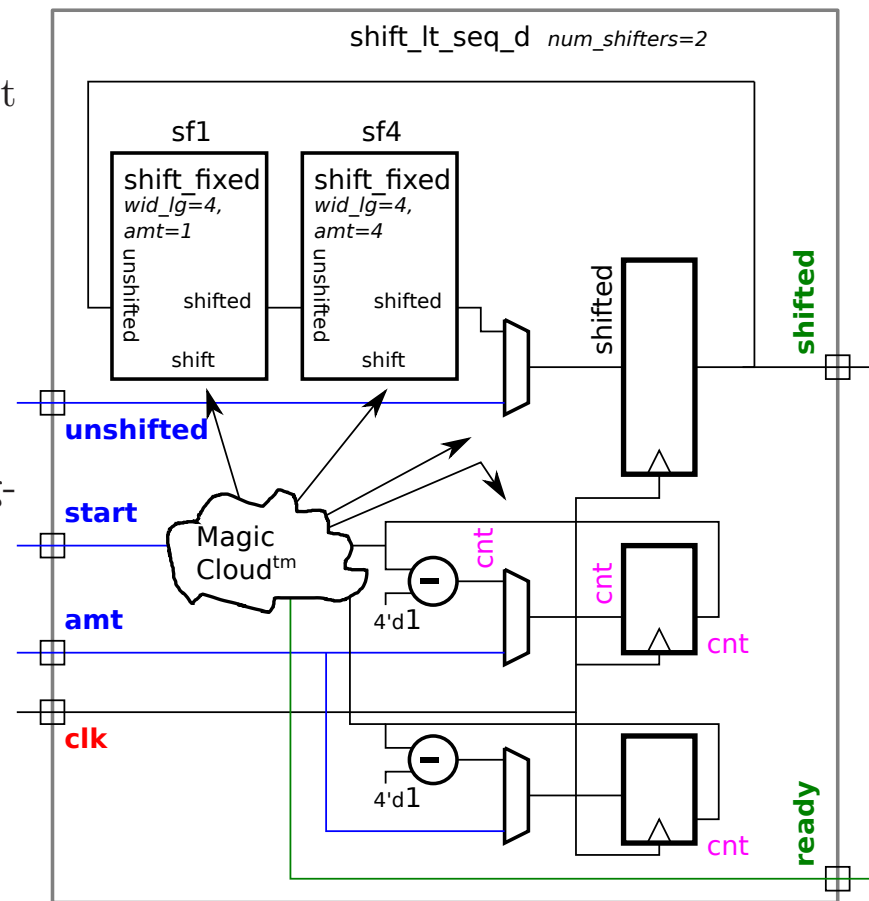 shift_lt_seq_d num_shifters=2
t
sf1
sf4
shift_fixed
wid_lg=4,
amt=1
unshifted
shifted
shift
shift_fixed
wid_lg=4,
amt=4
unshifted
shifted
shift
shifted
shifted
unshifted
g-
start
Magic
Cloudtm
cnt
cnt
4'd1
amt
cnt
clk
4'd1
cnt
ready